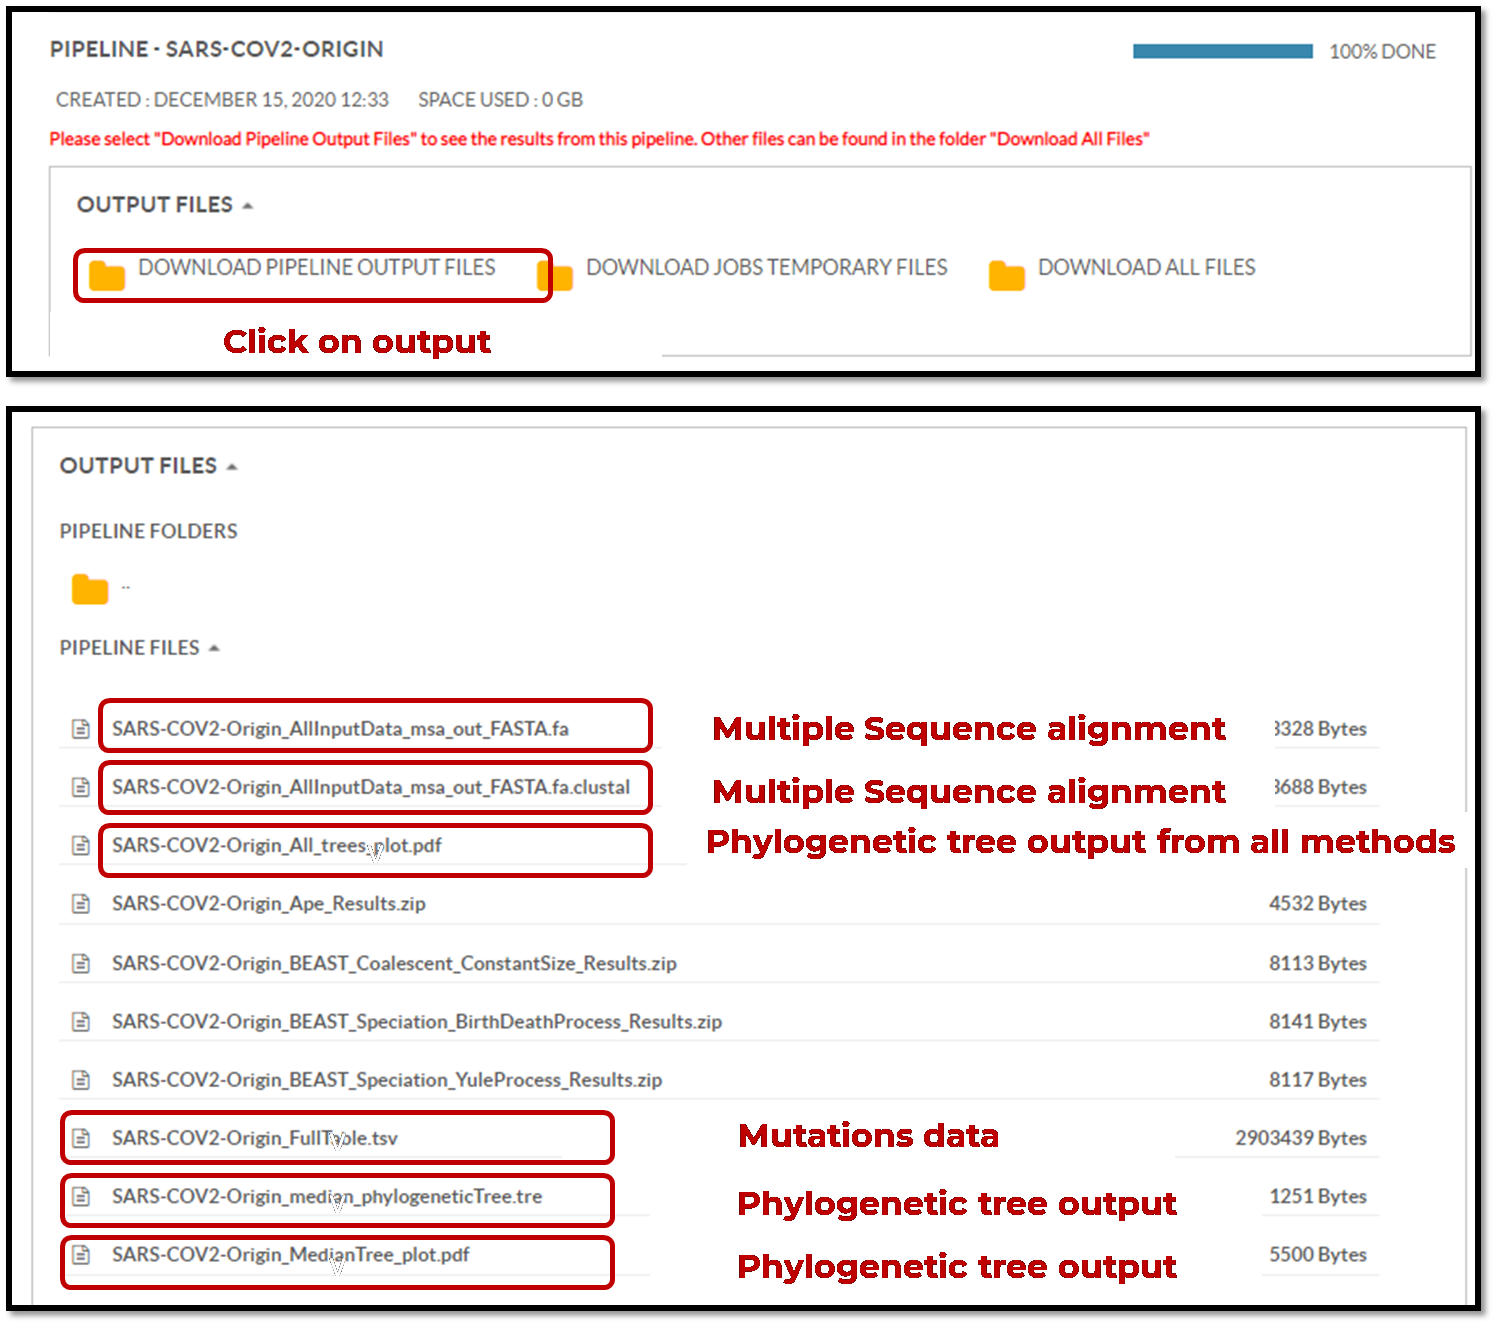 PIPELINE - SARS-COV2-ORIGIN
100% DONE
CREATED : DECEMBER 15, 2020 12:33 SPACE USED : 0 GB
Please select "Download Pipeline Output Files" to see the results from this pipeline. Other files can be found in the folder "Download All Files"
OUTPUT FILES
DOWNLOAD PIPELINE OUTPUT FILES DOWNLOAD JOBS TEMPORARY FILES DOWNLOAD ALL FILES
Click on output
OUTPUT FILES
PIPELINE FOLDERS
..
PIPELINE FILES
SARS-COV2-Origin_AllInputData_msa_out_FASTA.fa Multiple Sequence alignment 3328 Bytes
SARS-COV2-Origin_AllInputData_msa_out_FASTA.fa.clustal Multiple Sequence alignment 3688 Bytes
SARS-COV2-Origin_All_trees_plot.pdf Phylogenetic tree output from all methods
SARS-COV2-Origin_Ape_Results.zip 4532 Bytes
SARS-COV2-Origin_BEAST_Coalescent_ConstantSize_Results.zip 8113 Bytes
SARS-COV2-Origin_BEAST_Speciation_BirthDeathProcess_Results.zip 8141 Bytes
SARS-COV2-Origin_BEAST_Speciation_YuleProcess_Results.zip 8117 Bytes
SARS-COV2-Origin_FullTable.tsv Mutations data 2903439 Bytes
SARS-COV2-Origin_median_phylogeneticTree.tre Phylogenetic tree output 1251 Bytes
SARS-COV2-Origin_MedianTree_plot.pdf Phylogenetic tree output 5500 Bytes